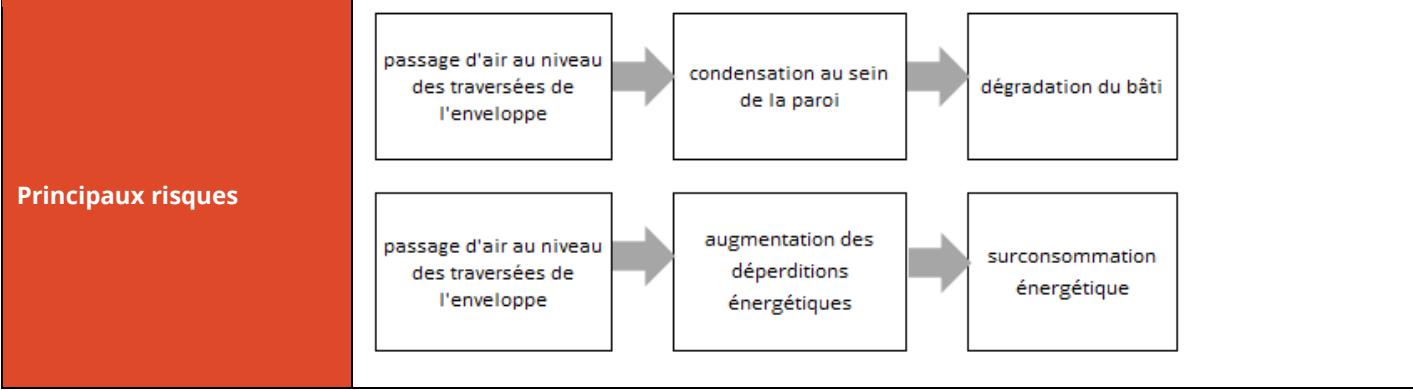 Principaux risques
passage d'air au niveau
des traversées de
l'enveloppe
condensation au sein
de la paroi
dégradation du bâti
passage d'air au niveau
des traversées de
l'enveloppe
augmentation des
déperditions
énergétiques
surconsommation
énergétique